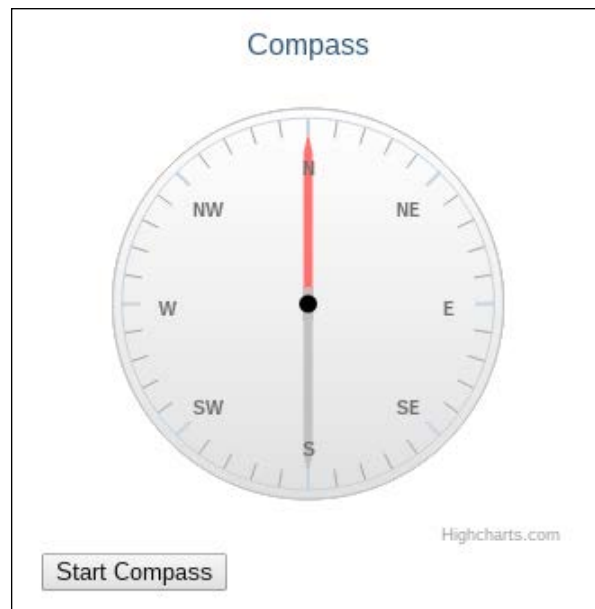 Compass
N
NW NE
W E
SW SE
S
Highcharts.com
Start Compass